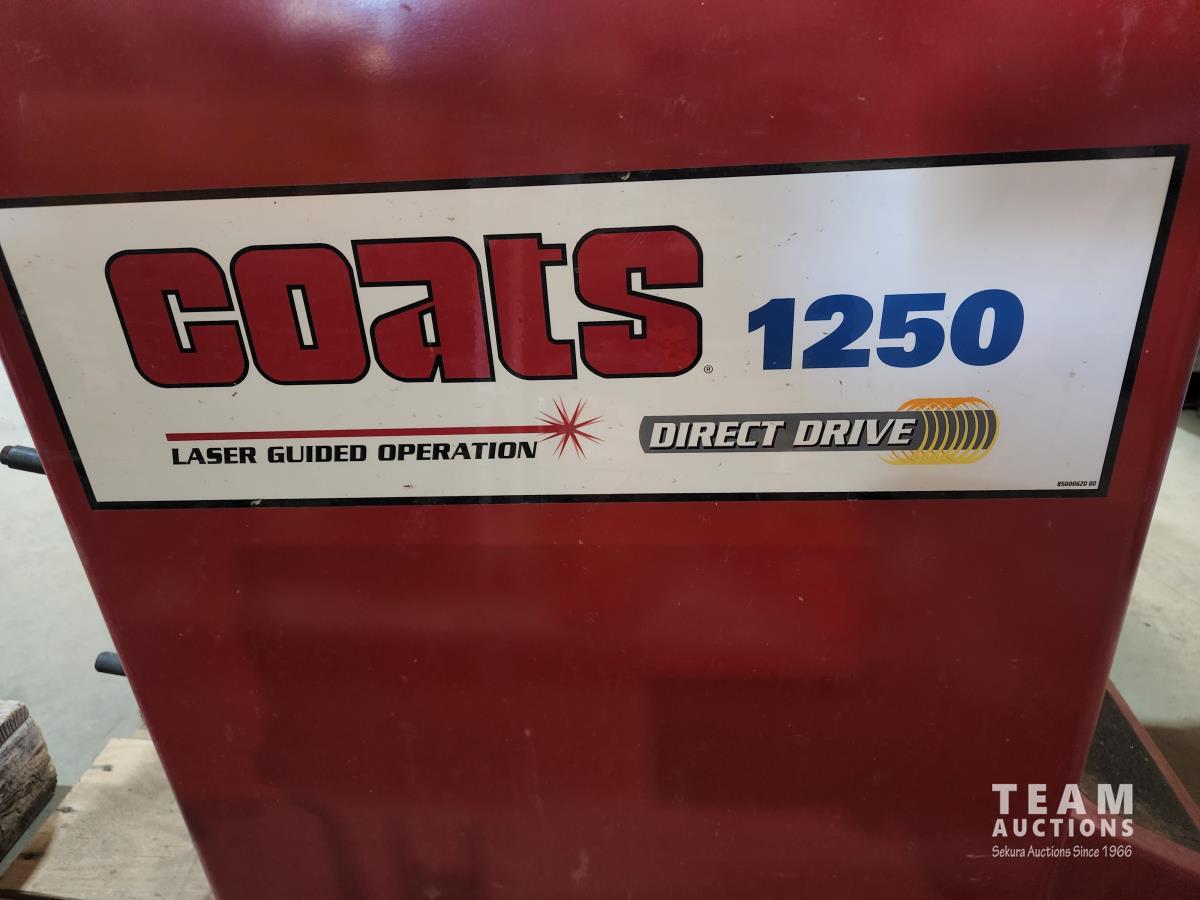 coats® 1250
LASER GUIDED OPERATION
DIRECT DRIVE
85000620 00
TEAM
AUCTIONS
Sekura Auctions Since 1966